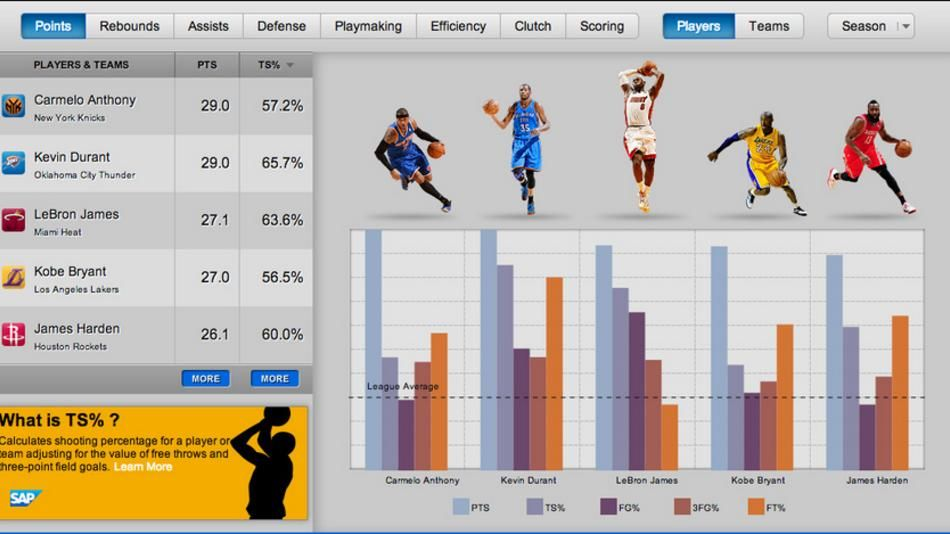 Points Rebounds Assists Defense Playmaking Efficiency Clutch Scoring Players Teams Season
PLAYERS & TEAMS PTS TS%
Carmelo Anthony 29.0 57.2%
New York Knicks
Kevin Durant 29.0 65.7%
Oklahoma City Thunder
LeBron James 27.1 63.6%
Miami Heat
Kobe Bryant 27.0 56.5%
Los Angeles Lakers
James Harden 26.1 60.0%
Houston Rockets
MORE MORE
What is TS% ?
Calculates shooting percentage for a player or
team adjusting for the value of free throws and
three-point field goals. Learn More
SAP
35
6
League Average
Carmelo Anthony Kevin Durant LeBron James Kobe Bryant James Harden
PTS TS% FG% 3FG% FT%